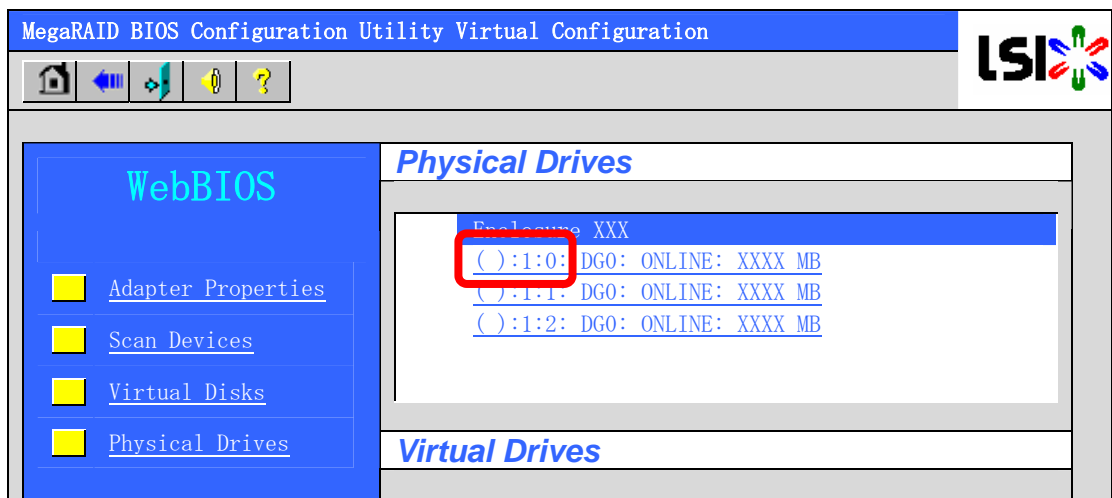 MegaRAID BIOS Configuration Utility Virtual Configuration
LSI
WebBIOS
Adapter Properties
Scan Devices
Virtual Disks
Physical Drives
Physical Drives
Enclosure XXX
( ):1:0: DG0: ONLINE: XXXX MB
( ):1:1: DG0: ONLINE: XXXX MB
( ):1:2: DG0: ONLINE: XXXX MB
Virtual Drives